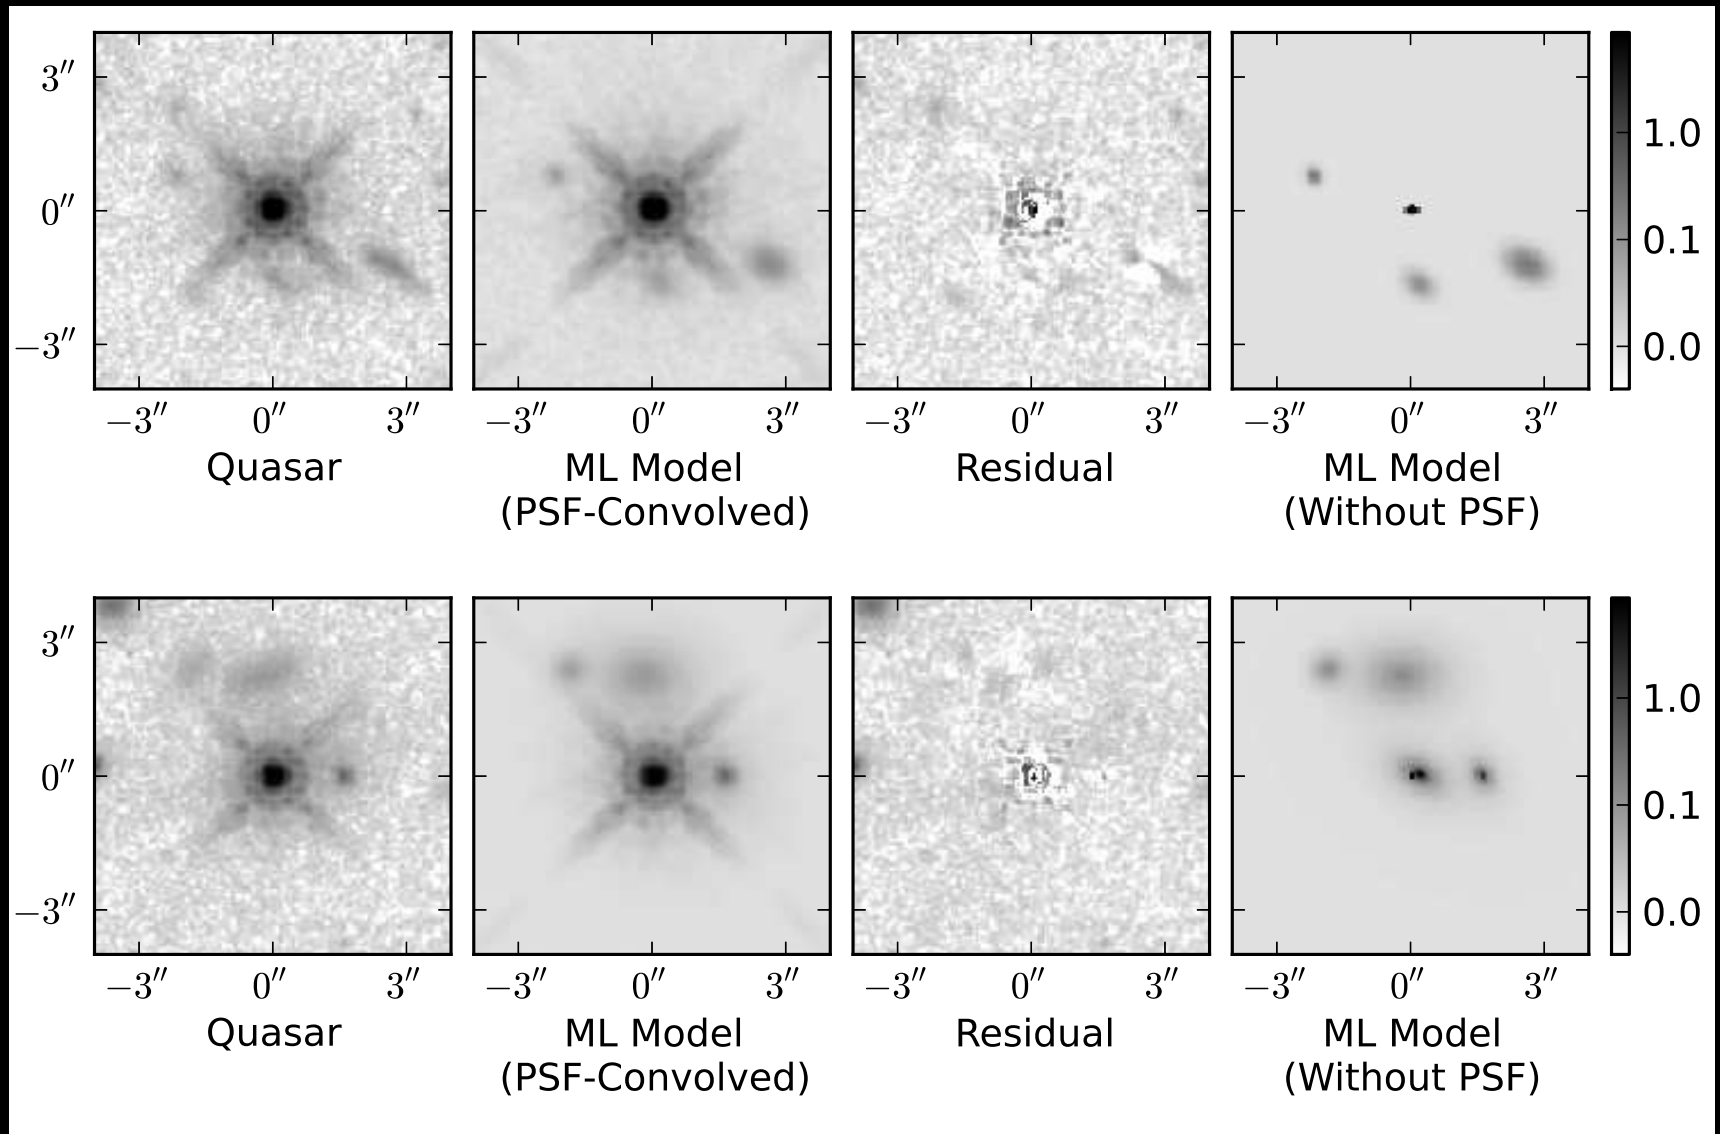 3″
0″
−3″
−3″ 0″ 3″ −3″ 0″ 3″ −3″ 0″ 3″ −3″ 0″ 3″
1.0
0.1
0.0
Quasar ML Model Residual ML Model
(PSF-Convolved) (Without PSF)
3″
0″
−3″
−3″ 0″ 3″ −3″ 0″ 3″ −3″ 0″ 3″ −3″ 0″ 3″
1.0
0.1
0.0
Quasar ML Model Residual ML Model
(PSF-Convolved) (Without PSF)